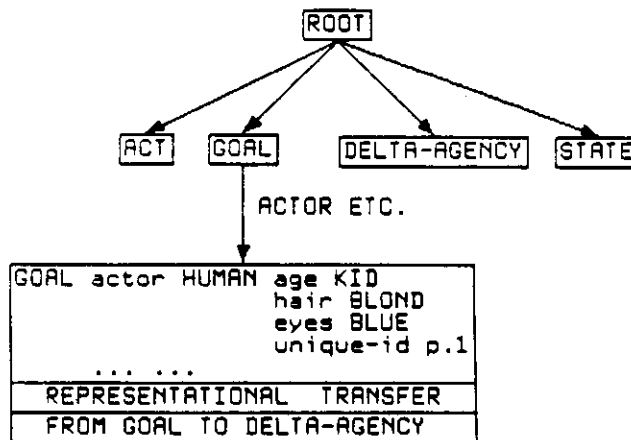 ROOT
ACT GOAL DELTA-AGENCY STATE
ACTOR ETC.
GOAL actor HUMAN age KID
hair BLOND
eyes BLUE
unique-id p.1
... ...
REPRESENTATIONAL TRANSFER
FROM GOAL TO DELTA-AGENCY